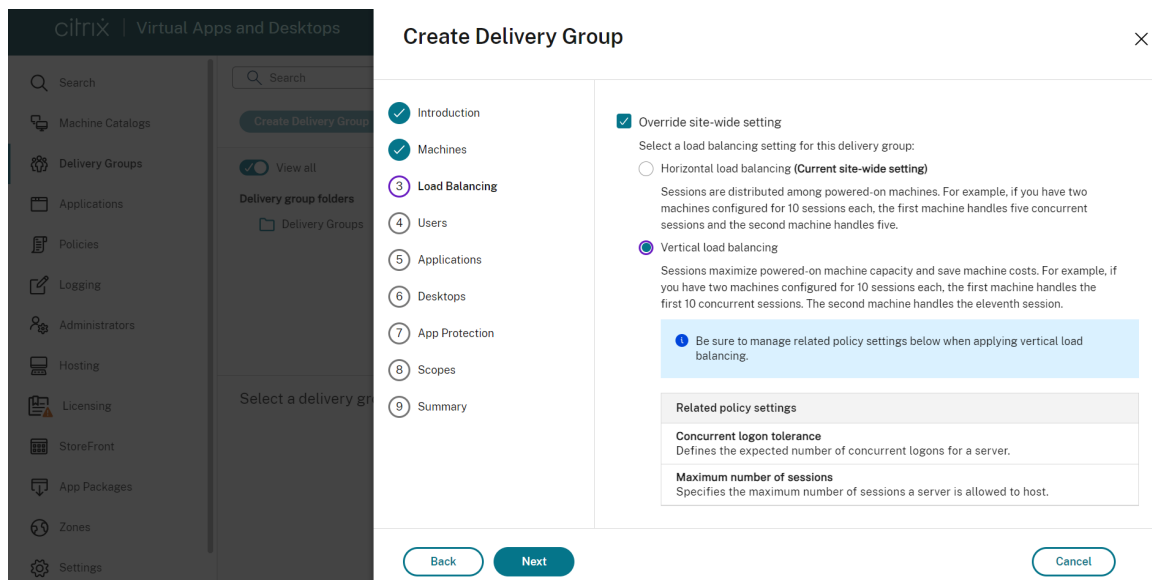 citrix | Virtual Apps and Desktops
Search
Machine Catalogs
Delivery Groups
Applications
Policies
Logging
Administrators
Hosting
Licensing
StoreFront
App Packages
Zones
Settings
Search
Create Delivery Group
View all
Delivery group folders
Delivery Groups
Select a delivery gr
Create Delivery Group
Introduction
Machines
3 Load Balancing
4 Users
5 Applications
6 Desktops
7 App Protection
8 Scopes
9 Summary
Override site-wide setting
Select a load balancing setting for this delivery group:
Horizontal load balancing (Current site-wide setting)
Sessions are distributed among powered-on machines. For example, if you have two
machines configured for 10 sessions each, the first machine handles five concurrent
sessions and the second machine handles five.
Vertical load balancing
Sessions maximize powered-on machine capacity and save machine costs. For example, if
you have two machines configured for 10 sessions each, the first machine handles the
first 10 concurrent sessions. The second machine handles the eleventh session.
Be sure to manage related policy settings below when applying vertical load
balancing.
Related policy settings
Concurrent logon tolerance
Defines the expected number of concurrent logons for a server.
Maximum number of sessions
Specifies the maximum number of sessions a server is allowed to host.
Back
Next
Cancel